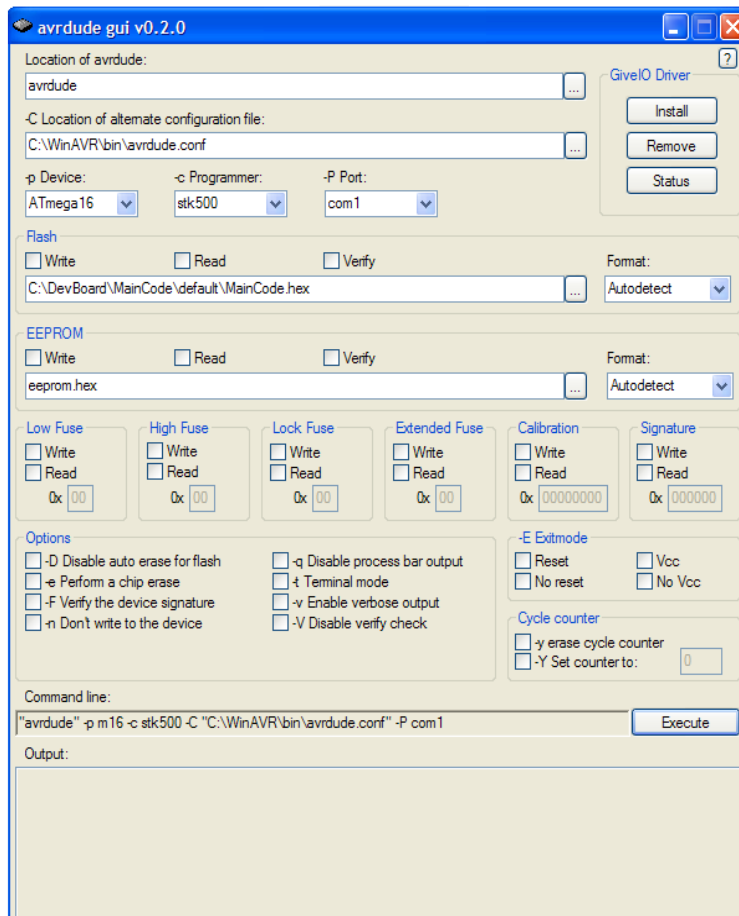 avrdude gui v0.2.0
Location of avrdude:
?
avrdude
...
GiveIO Driver
Install
-C Location of alternate configuration file:
C:\WinAVR\bin\avrdude.conf
...
Remove
-p Device:
-c Programmer:
-P Port:
Status
ATmega16
stk500
com1
Flash
Write
Read
Verify
Format:
C:\DevBoard\MainCode\default\MainCode.hex
...
Autodetect
EEPROM
Write
Read
Verify
Format:
eeprom.hex
...
Autodetect
Low Fuse
Write
Read
0x 00
High Fuse
Write
Read
0x 00
Lock Fuse
Write
Read
0x 00
Extended Fuse
Write
Read
0x 00
Calibration
Write
Read
0x 00000000
Signature
Write
Read
0x 000000
Options
-D Disable auto erase for flash
-e Perform a chip erase
-F Verify the device signature
-n Don't write to the device
-q Disable process bar output
-t Terminal mode
-v Enable verbose output
-V Disable verify check
-E Exitmode
Reset
Vcc
No reset
No Vcc
Cycle counter
-y erase cycle counter
-Y Set counter to:
0
Command line:
"avrdude" -p m16 -c stk500 -C "C:\WinAVR\bin\avrdude.conf" -P com1
Execute
Output: